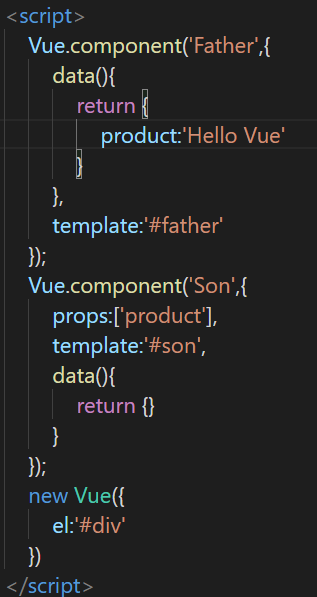 <script>
Vue.component('Father',{
data(){
return {
product:'Hello Vue'
}
},
template:'#father'
});
Vue.component('Son',{
props:['product'],
template:'#son',
data(){
return {}
}
});
new Vue({
el:'#div'
})
</script>